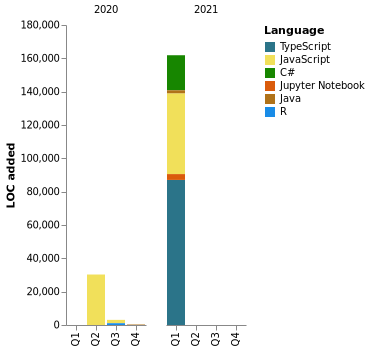 2020 2021
180,000
160,000
140,000
120,000
100,000
80,000
60,000
40,000
20,000
0
LOC added
Q1 Q2 Q3 Q4 Q1 Q2 Q3 Q4
Language
TypeScript
JavaScript
C#
Jupyter Notebook
Java
R